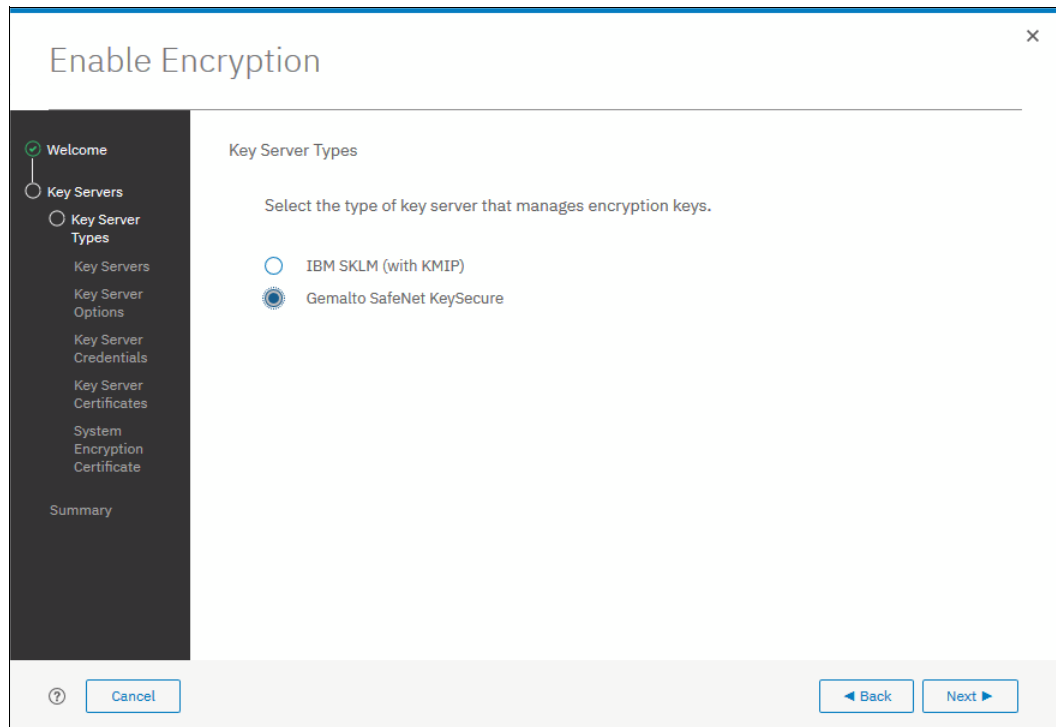 Enable Encryption
Welcome
Key Servers
Key Server
Types
Key Servers
Key Server
Options
Key Server
Credentials
Key Server
Certificates
System
Encryption
Certificate
Summary
Key Server Types
Select the type of key server that manages encryption keys.
IBM SKLM (with KMIP)
Gemalto SafeNet KeySecure
?
Cancel
Back
Next